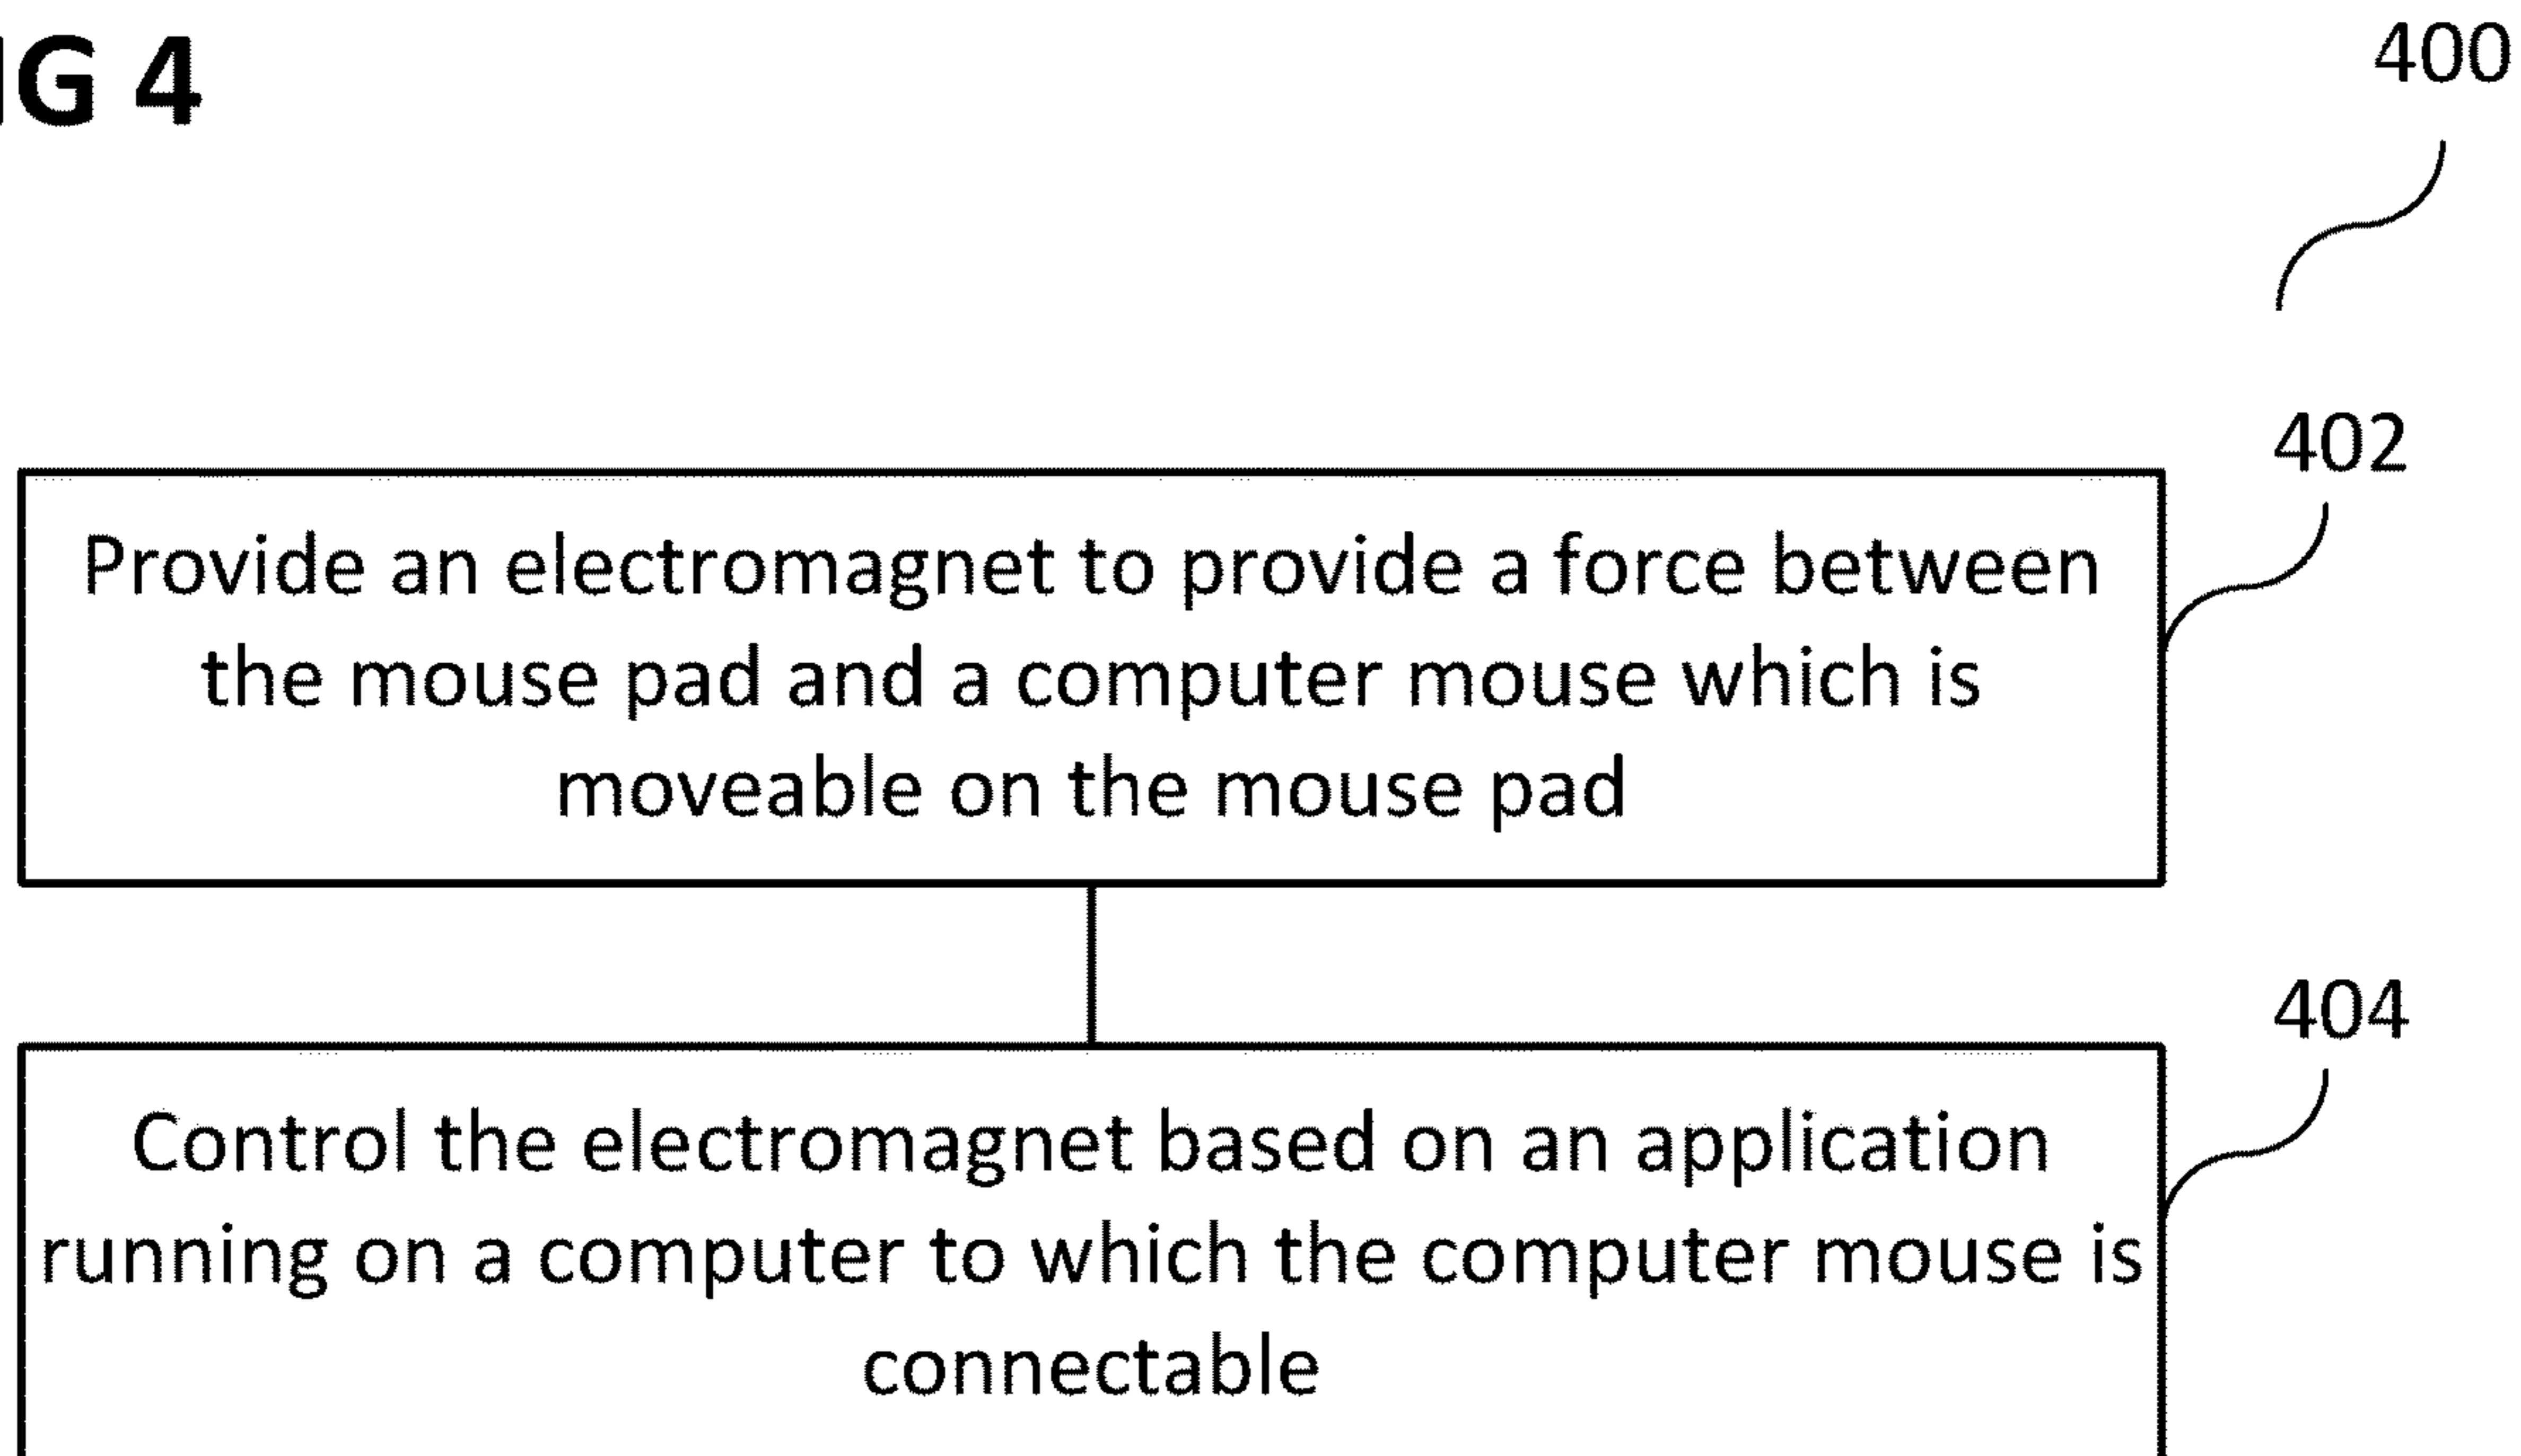 G 4
400
402
Provide an electromagnet to provide a force between
the mouse pad and a computer mouse which is
moveable on the mouse pad
404
Control the electromagnet based on an application
running on a computer to which the computer mouse is
connectable